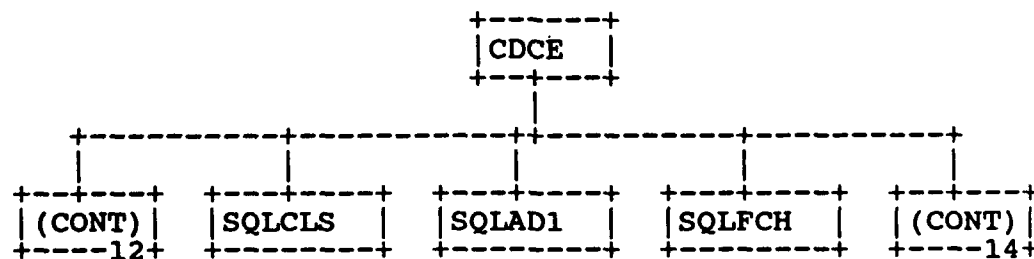 CDCE
(CONT) SQLCLS SQLAD1 SQLFCH (CONT)
12 14